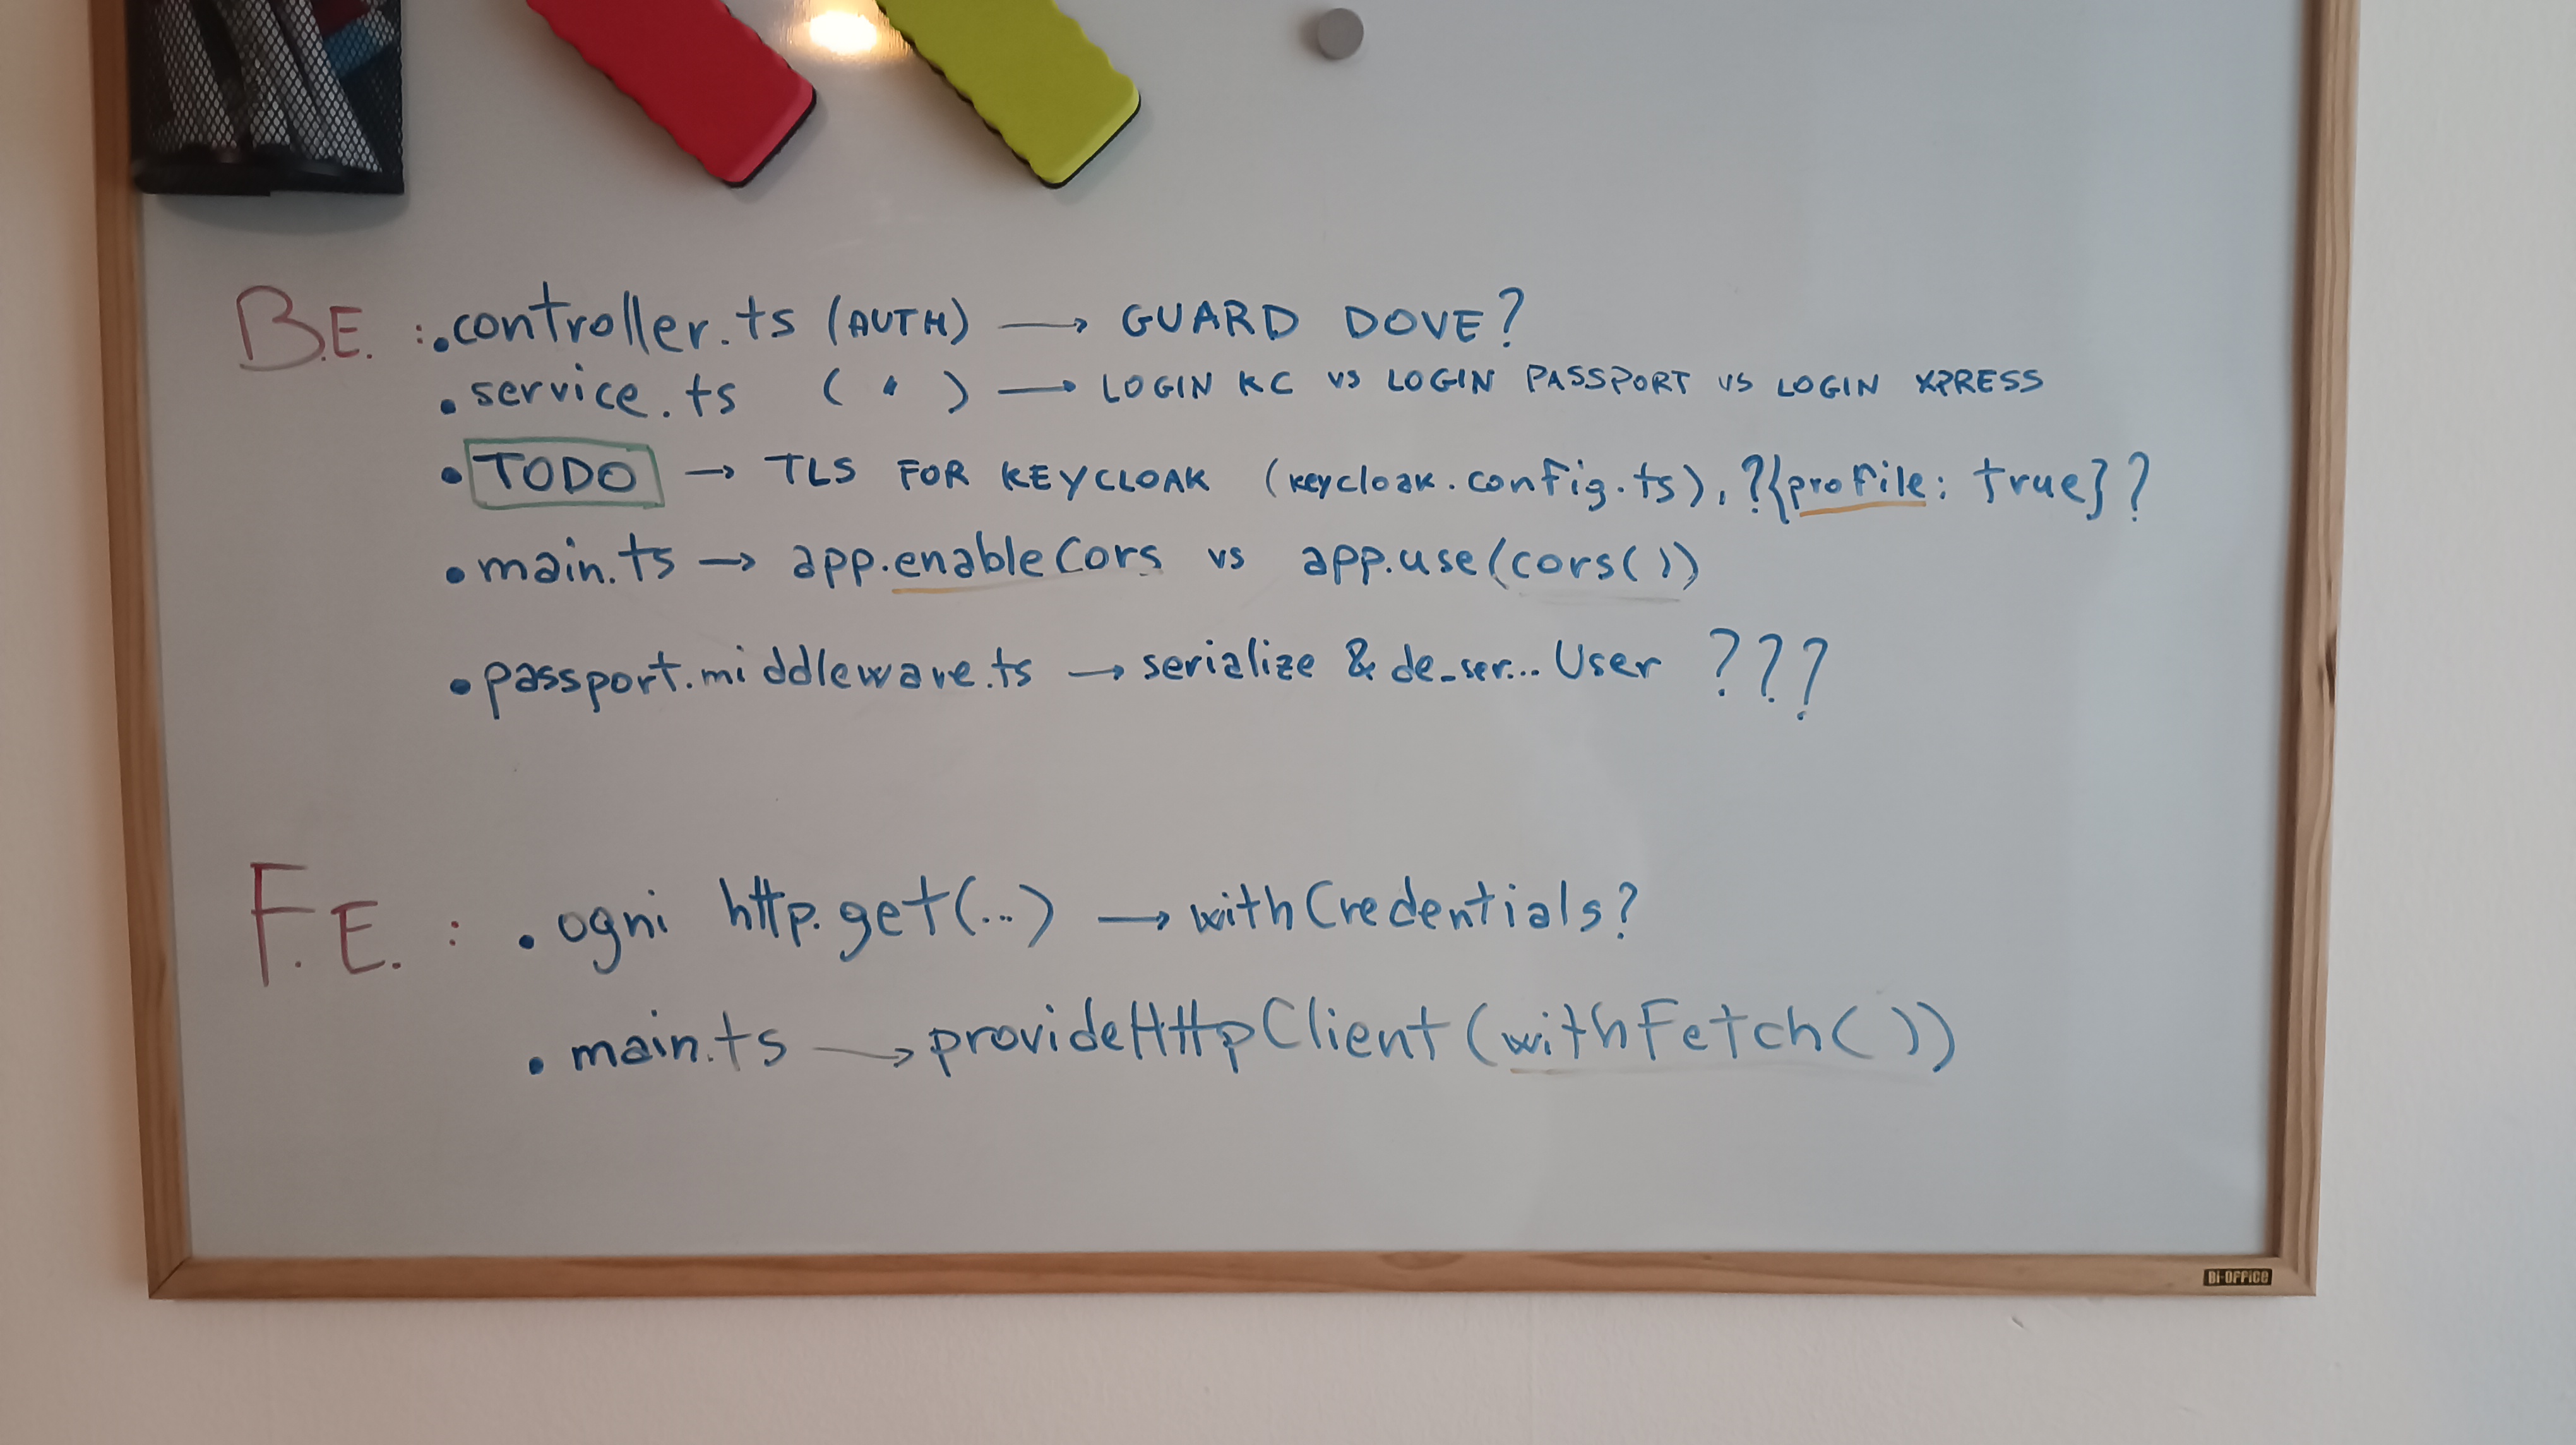 B.E. : • controller.ts (AUTH) → GUARD DOVE?
• service.ts ( " ) → LOGIN KC VS LOGIN PASSPORT VS LOGIN XPRESS
• TODO → TLS FOR KEYCLOAK (keycloak.config.ts), ?{profile: true}?
• main.ts → app.enableCors vs app.use(cors())
• passport.middleware.ts → serialize & de_ser... User ???
F.E. : • ogni http.get(...) → withCredentials?
• main.ts → provideHttpClient(withFetch())
Bi-OFFICE